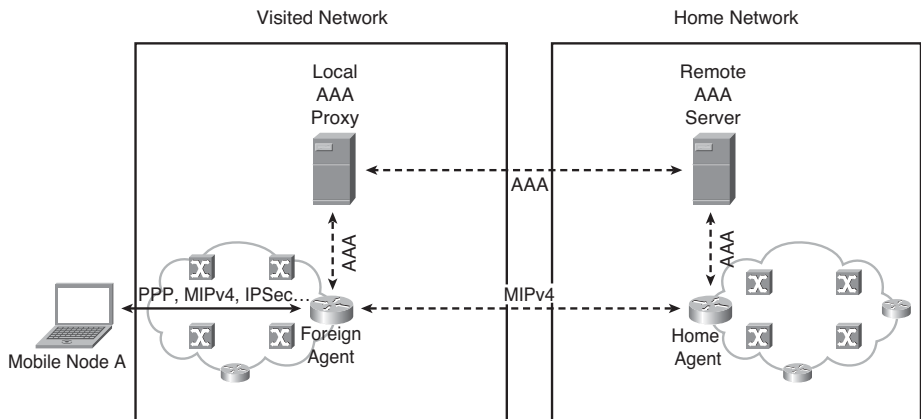 Visited Network
Home Network
Local
AAA
Proxy
Remote
AAA
Server
AAA
AAA
AAA
PPP, MIPv4, IPSec...
MIPv4
Mobile Node A
Foreign
Agent
Home
Agent